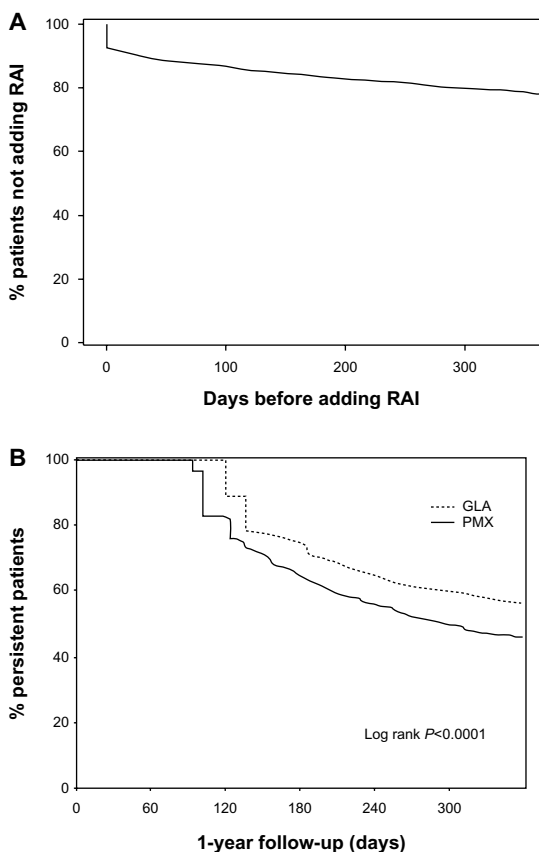 A
100
80
60
40
80
0
% patients not adding RAI
0 100 200 300
Days before adding RAI
B
100
80
60
40
20
0
% persistent patients
GLA
PMX
Log rank P<0.0001
0 60 120 180 240 300
1-year follow-up (days)